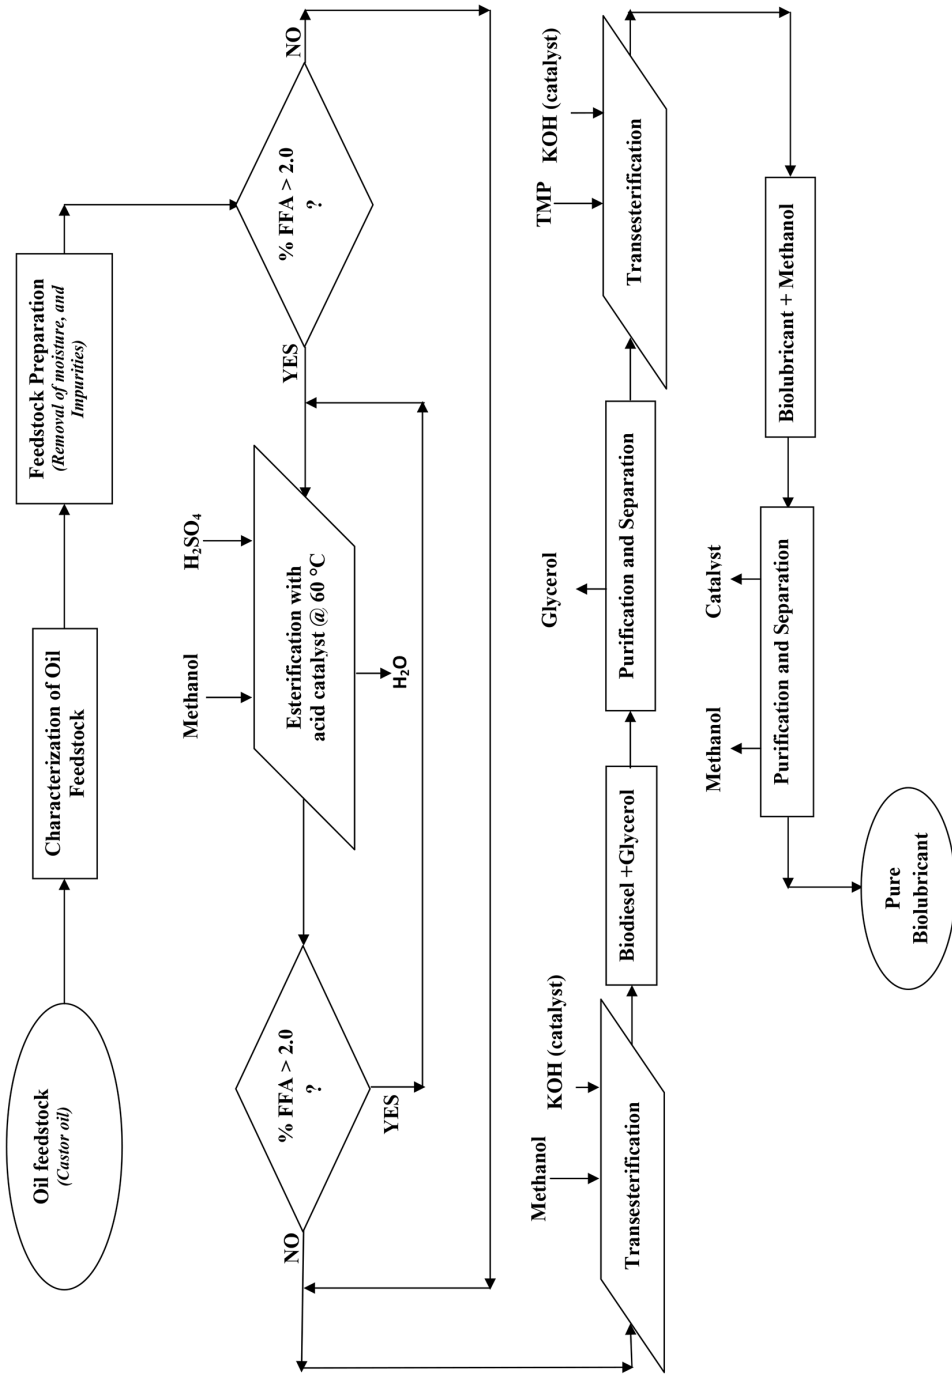 Oil feedstock
(Castor oil)
Characterization of Oil
Feedstock
Feedstock Preparation
(Removal of moisture, and
Impurities)
% FFA > 2.0
?
NO
YES
H₂SO₄
Methanol
Esterification with
acid catalyst @ 60 °C
H₂O
% FFA > 2.0
?
YES
NO
Methanol
KOH (catalyst)
Transesterification
Biodiesel +Glycerol
Glycerol
Purification and Separation
TMP
KOH (catalyst)
Transesterification
Biolubricant + Methanol
Catalyst
Methanol
Purification and Separation
Pure
Biolubricant